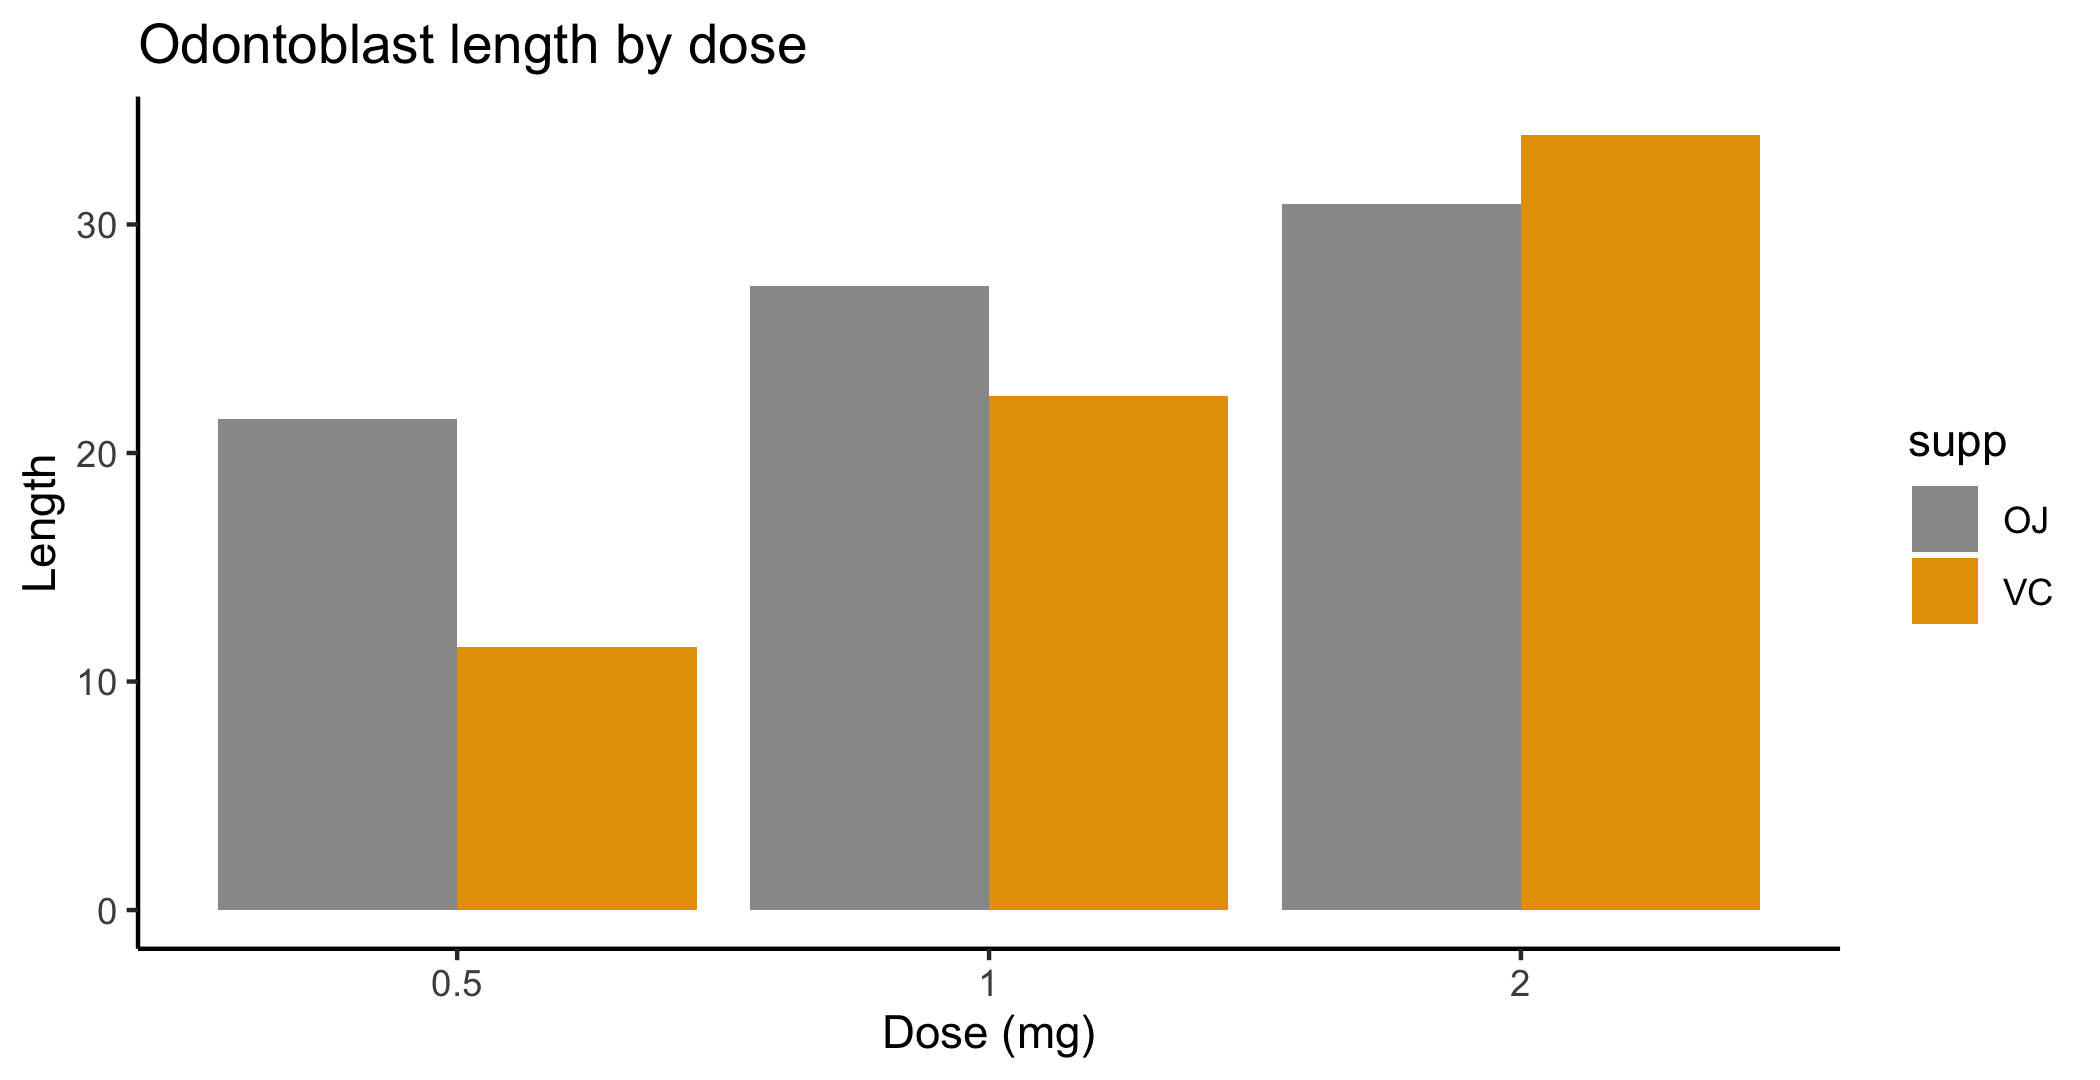 Odontoblast length by dose
Length
30
20
10
0
0.5
1
2
Dose (mg)
supp
OJ
VC